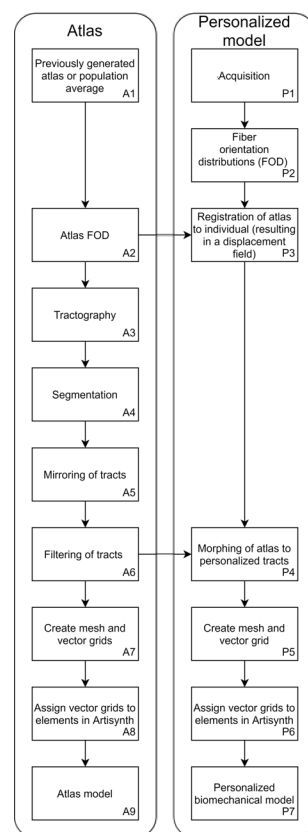 Atlas
Previously generated
atlas or population
average
A1
Atlas FOD
A2
Tractography
A3
Segmentation
A4
Mirroring of tracts
A5
Filtering of tracts
A6
Create mesh and
vector grids
A7
Assign vector grids to
elements in Artisynth
A8
Atlas model
A9
Personalized
model
Acquisition
P1
Fiber
orientation
distributions (FOD)
P2
Registration of atlas
to individual (resulting
in a displacement
field)
P3
Morphing of atlas to
personalized tracts
P4
Create mesh and
vector grid
P5
Assign vector grids to
elements in Artisynth
P6
Personalized
biomechanical model
P7